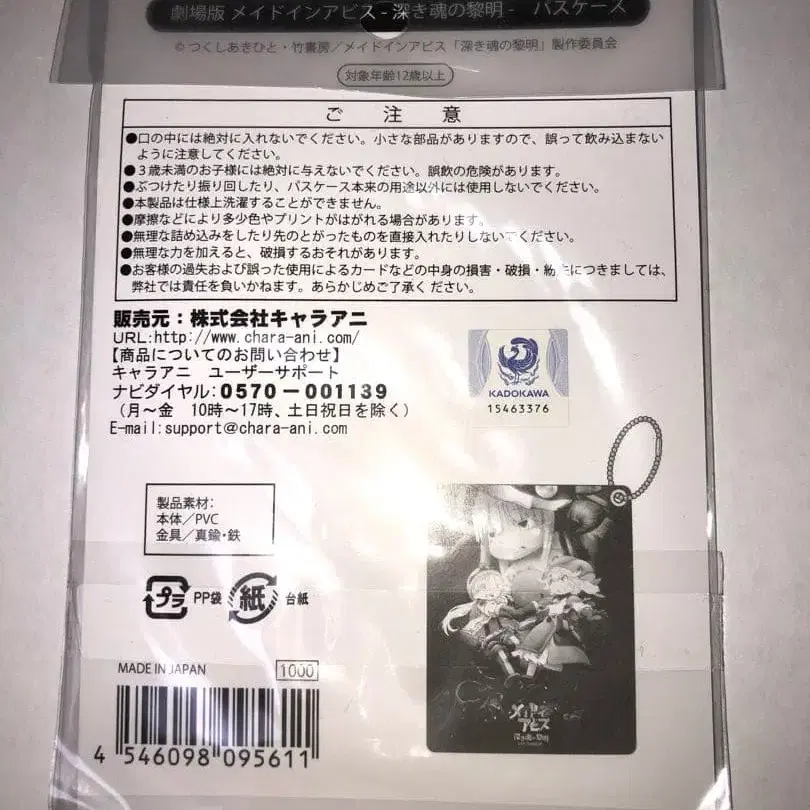 劇場版 メイドインアビス -深き魂の黎明- パスケース
© つくしあきひと・竹書房／メイドインアビス「深き魂の黎明」製作委員会
対象年齢12歳以上
ご 注 意
●口の中には絶対に入れないでください。小さな部品がありますので、誤って飲み込まない
ように注意してください。
●３歳未満のお子様には絶対に与えないでください。誤飲の危険があります。
●ぶつけたり振り回したり、パスケース本来の用途以外には使用しないでください。
●本製品は仕様上洗濯することができません。
●摩擦などにより多少色やプリントがはがれる場合があります。
●無理な詰め込みをしたり先のとがったものを直接入れたりしないでください。
●無理な力を加えると、破損するおそれがあります。
●お客様の過失および誤った使用によるカードなどの中身の損害・破損・紛失につきましては、
弊社では責任を負いかねます。あらかじめご了承ください。
販売元：株式会社キャラアニ
URL:http://www.chara-ani.com/
【商品についてのお問い合わせ】
キャラアニ ユーザーサポート
ナビダイヤル：0570－001139
（月～金 10時～17時、土日祝日を除く）
E-mail:support@chara-ani.com
KADOKAWA
15463376
製品素材：
本体／PVC
金具／真鍮・鉄
プラ PP袋 紙 台紙
MADE IN JAPAN 1000
4 546098 095611
メイドイン
アビス
深き魂の黎明